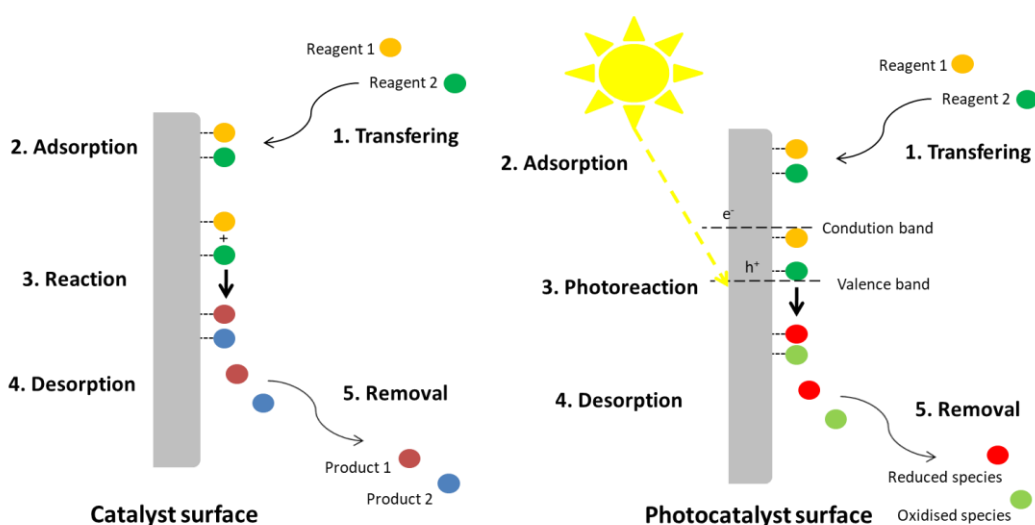 Reagent 1
Reagent 2
1. Transfering
2. Adsorption
+
3. Reaction
4. Desorption
5. Removal
Product 1
Product 2
Catalyst surface
Reagent 1
Reagent 2
1. Transfering
2. Adsorption
e-
Condution band
h+
Valence band
3. Photoreaction
4. Desorption
5. Removal
Reduced species
Oxidised species
Photocatalyst surface